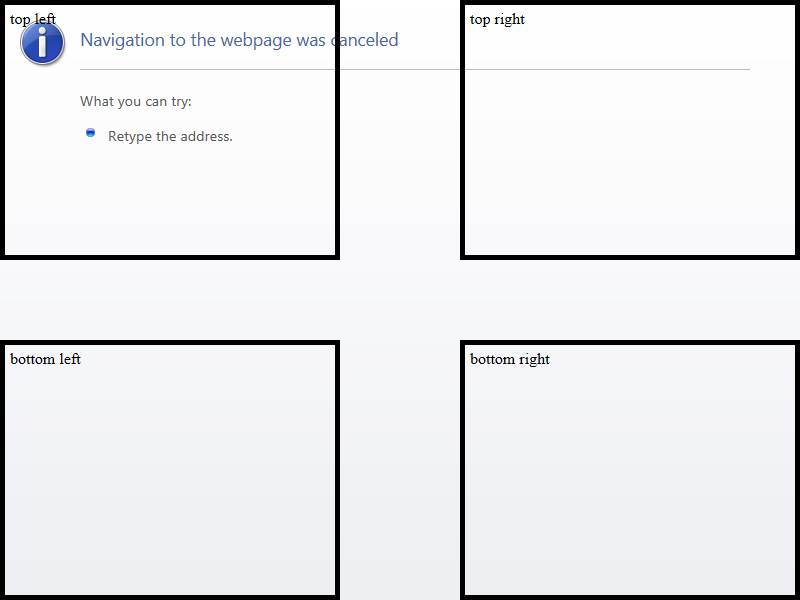 top left
top right
Navigation to the webpage was canceled
What you can try:
Retype the address.
bottom left
bottom right